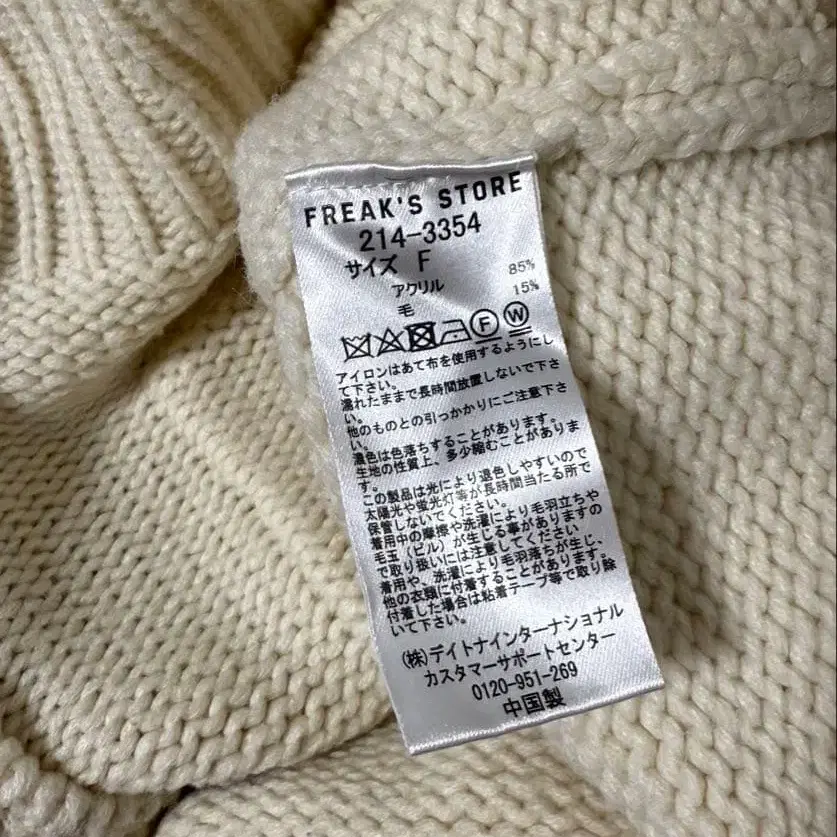 FREAK'S STORE
214-3354
サイズ F
アクリル 85%
毛 15%
F W
アイロンはあて布を使用するようにし
て下さい。
濡れたままで長時間放置しないで下さ
い。
他のものとの引っかかりにご注意下さ
い。
濃色は色落ちすることがあります。
生地の性質上、多少縮むことがありま
す。
この製品は光により退色しやすいので
太陽光や蛍光灯等が長時間当たる所で
保管しないでください。
着用中の摩擦や洗濯により毛羽立ちや
毛玉(ピル)が生じる事がありますの
で取り扱いには注意してください
着用や、洗濯により毛羽落ちが生じ、
他の衣類に付着することがあります。
付着した場合は粘着テープ等で取り除
いて下さい。
(株)デイトナインターナショナル
カスタマーサポートセンター
0120-951-269
中国製